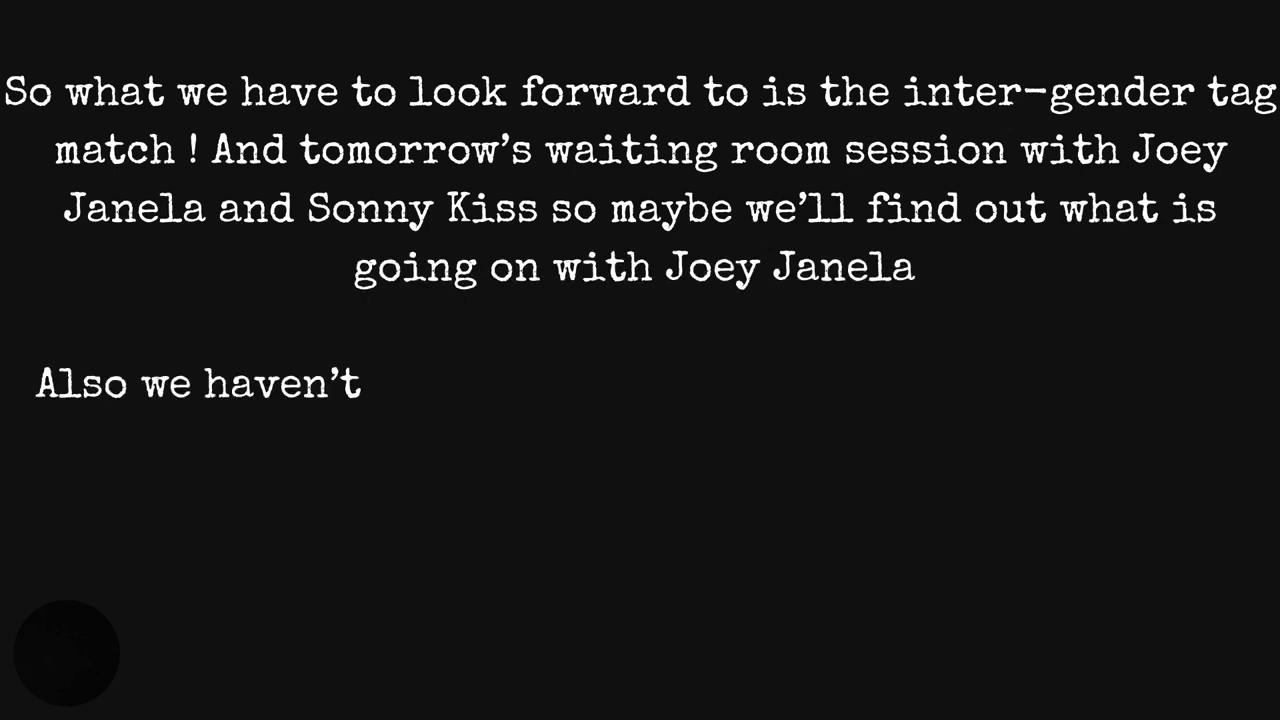 So what we have to look forward to is the inter-gender tag
match ! And tomorrow's waiting room session with Joey
Janela and Sonny Kiss so maybe we'll find out what is
going on with Joey Janela
Also we haven't